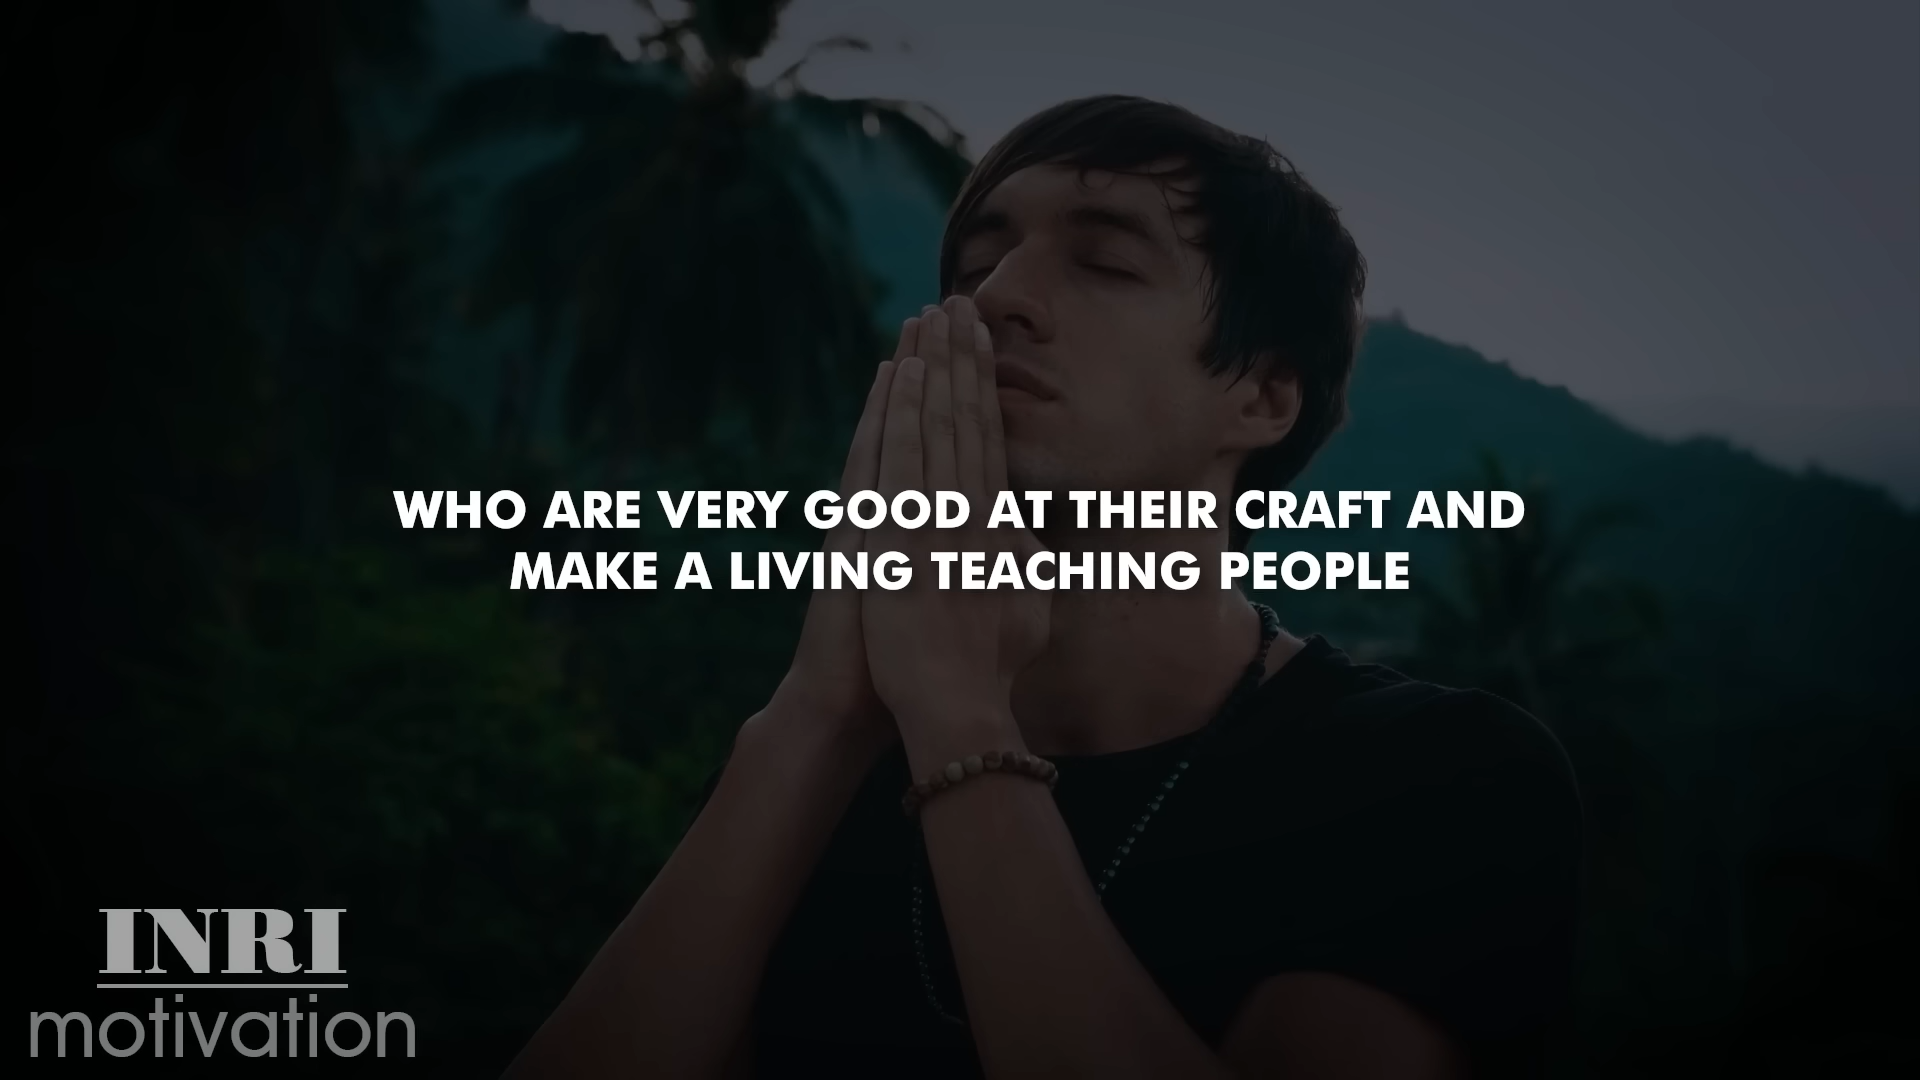 WHO ARE VERY GOOD AT THEIR CRAFT AND
MAKE A LIVING TEACHING PEOPLE
INRI
motivation